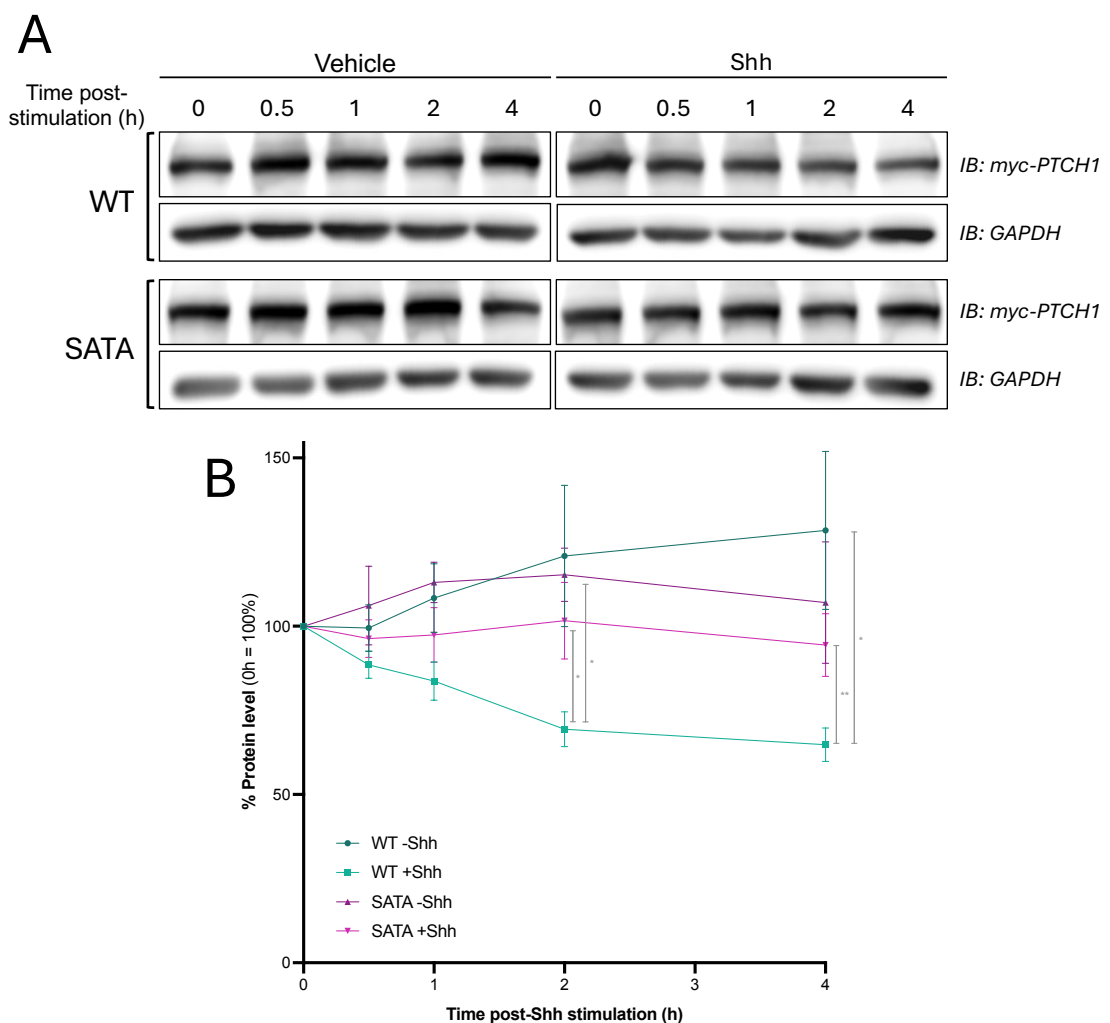 A
Vehicle Shh
Time post-
stimulation (h)
0 0.5 1 2 4 0 0.5 1 2 4
WT
IB: myc-PTCH1
IB: GAPDH
SATA
IB: myc-PTCH1
IB: GAPDH
B
% Protein level (0h = 100%)
150
100
50
0
* * ** *
WT -Shh
WT +Shh
SATA -Shh
SATA +Shh
0 1 2 3 4
Time post-Shh stimulation (h)